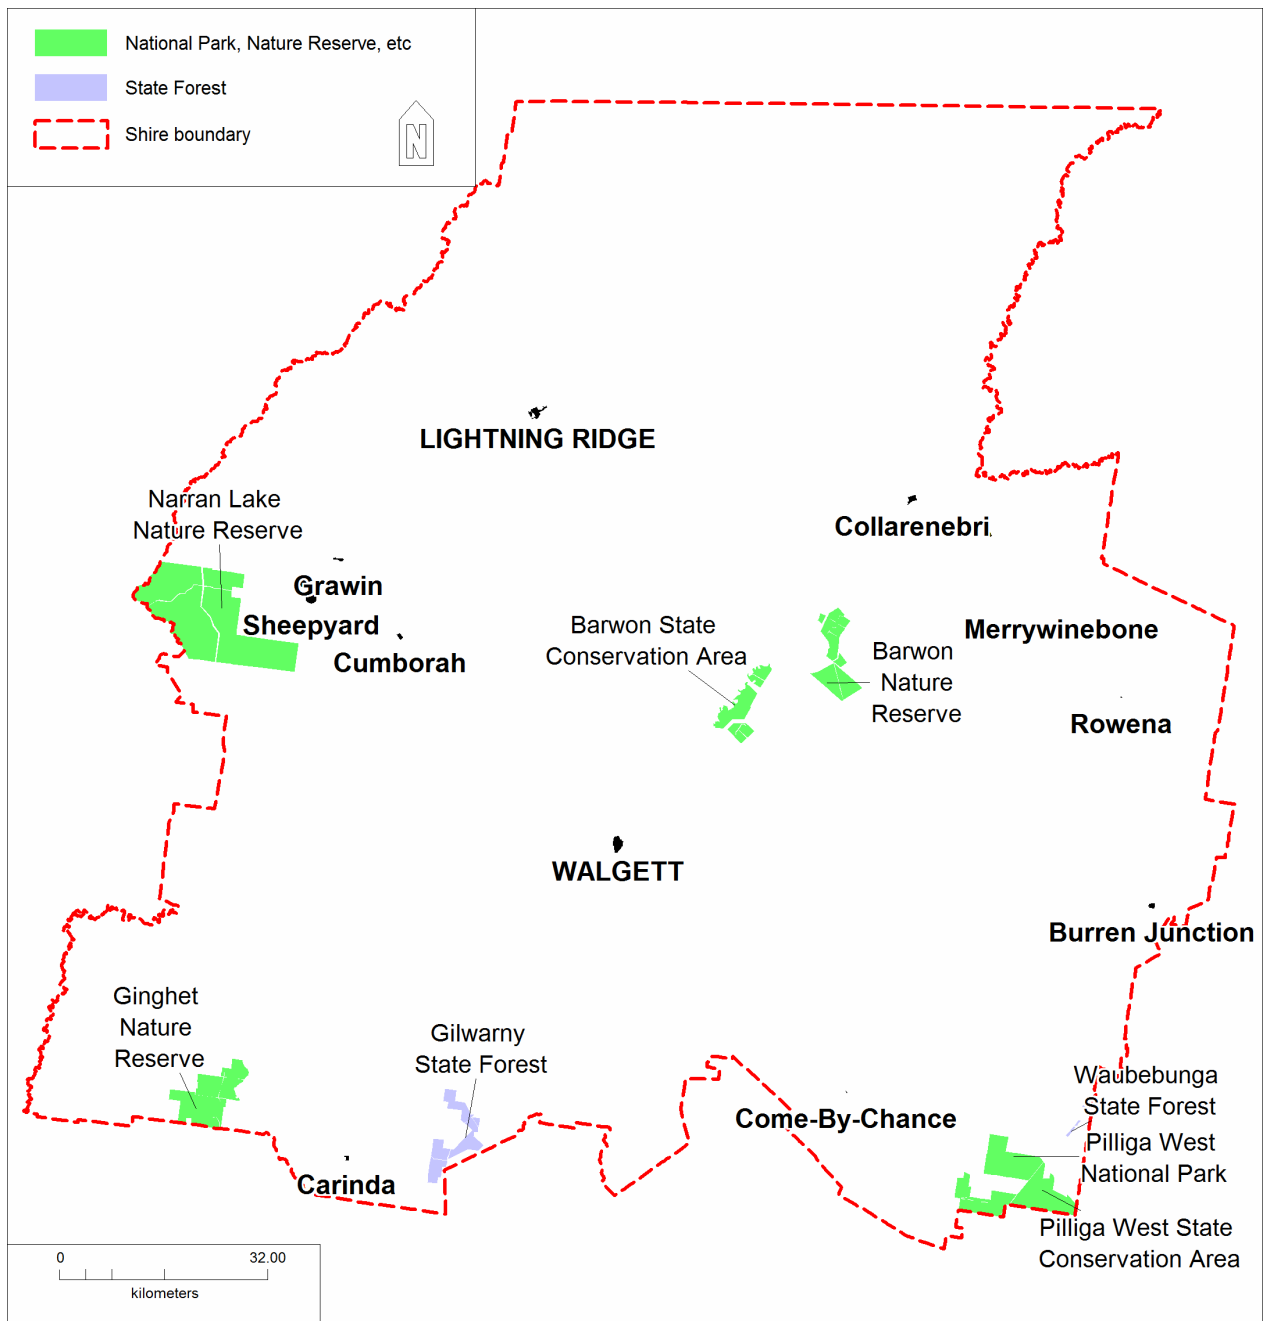 National Park, Nature Reserve, etc
State Forest
Shire boundary
N
LIGHTNING RIDGE
Narran Lake
Nature Reserve
Collarenebri
Grawin
Sheepyard
Cumborah
Barwon State
Conservation Area
Merrywinebone
Barwon
Nature
Reserve
Rowena
WALGETT
Burren Junction
Ginghet
Nature
Reserve
Gilwarny
State Forest
Waubebunga
State Forest
Come-By-Chance
Pilliga West
National Park
Carinda
Pilliga West State
Conservation Area
0 32.00
kilometers